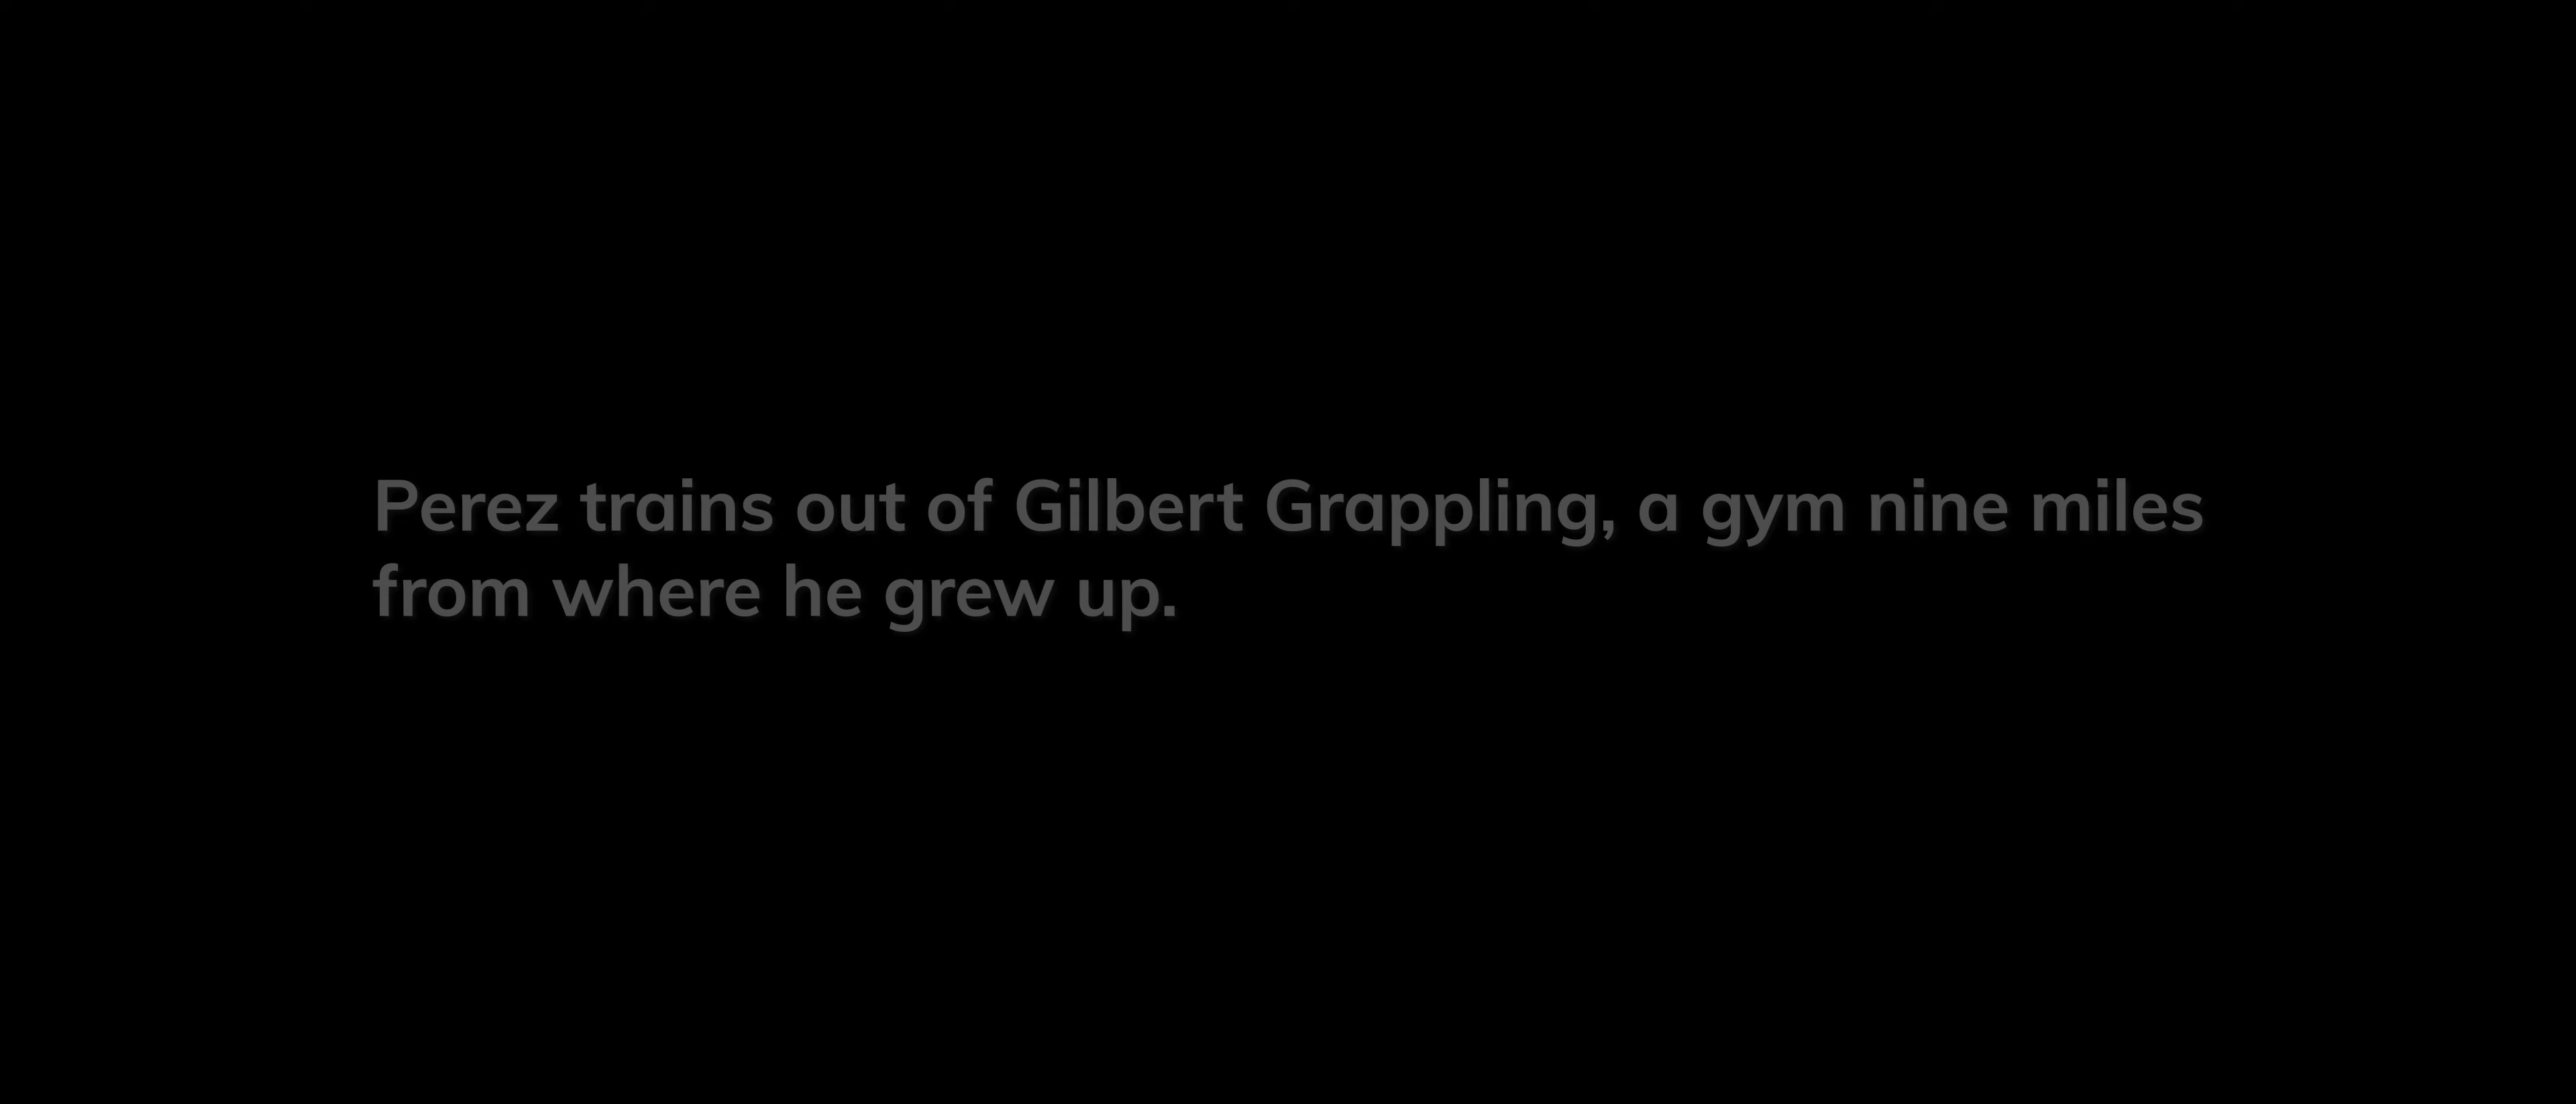 Perez trains out of Gilbert Grappling, a gym nine miles
from where he grew up.